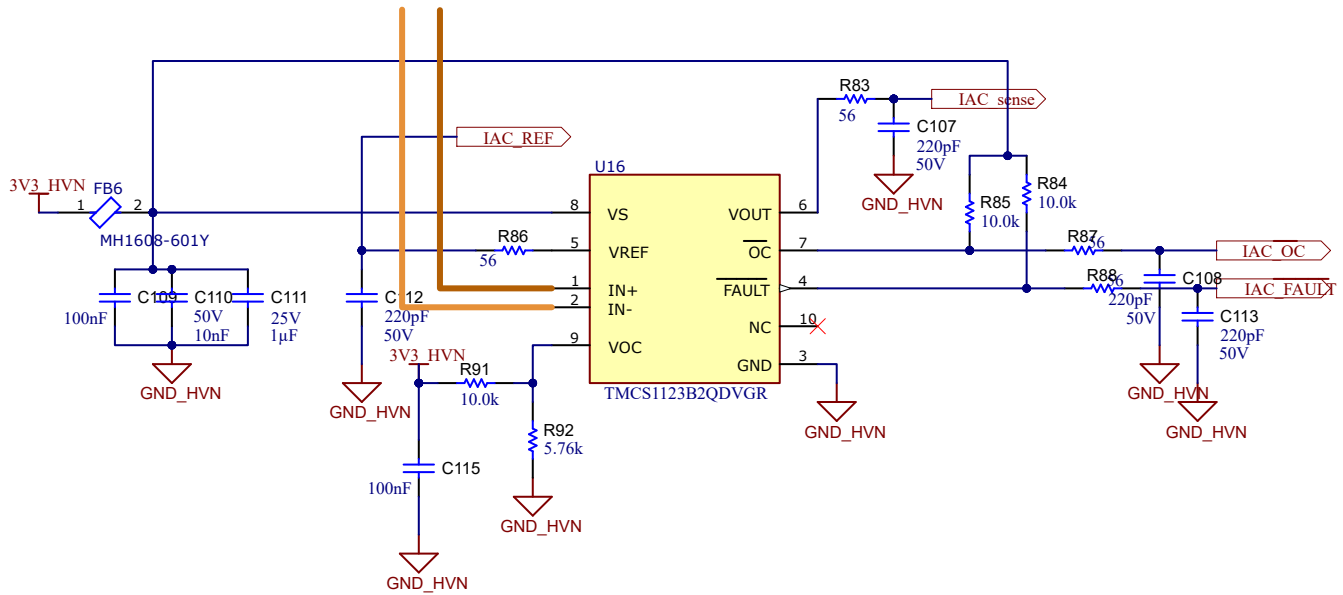 R83
56
IAC_sense
C107
220pF
50V
GND_HVN
IAC_REF
U16
3V3_HVN
FB6
1
2
MH1608-601Y
8
VS
VOUT
6
R85
10.0k
R84
10.0k
R86
56
5
VREF
OC
7
R87
56
IAC_OC
1
IN+
FAULT
4
R88
56
IAC_FAULT
2
IN-
C109
100nF
C110
50V
10nF
C111
25V
1µF
C112
220pF
50V
NC
10
C108
220pF
50V
C113
220pF
50V
9
VOC
GND
3
3V3_HVN
R91
10.0k
TMCS1123B2QDVGR
GND_HVN
GND_HVN
GND_HVN
GND_HVN
GND_HVN
R92
5.76k
C115
100nF
GND_HVN
GND_HVN